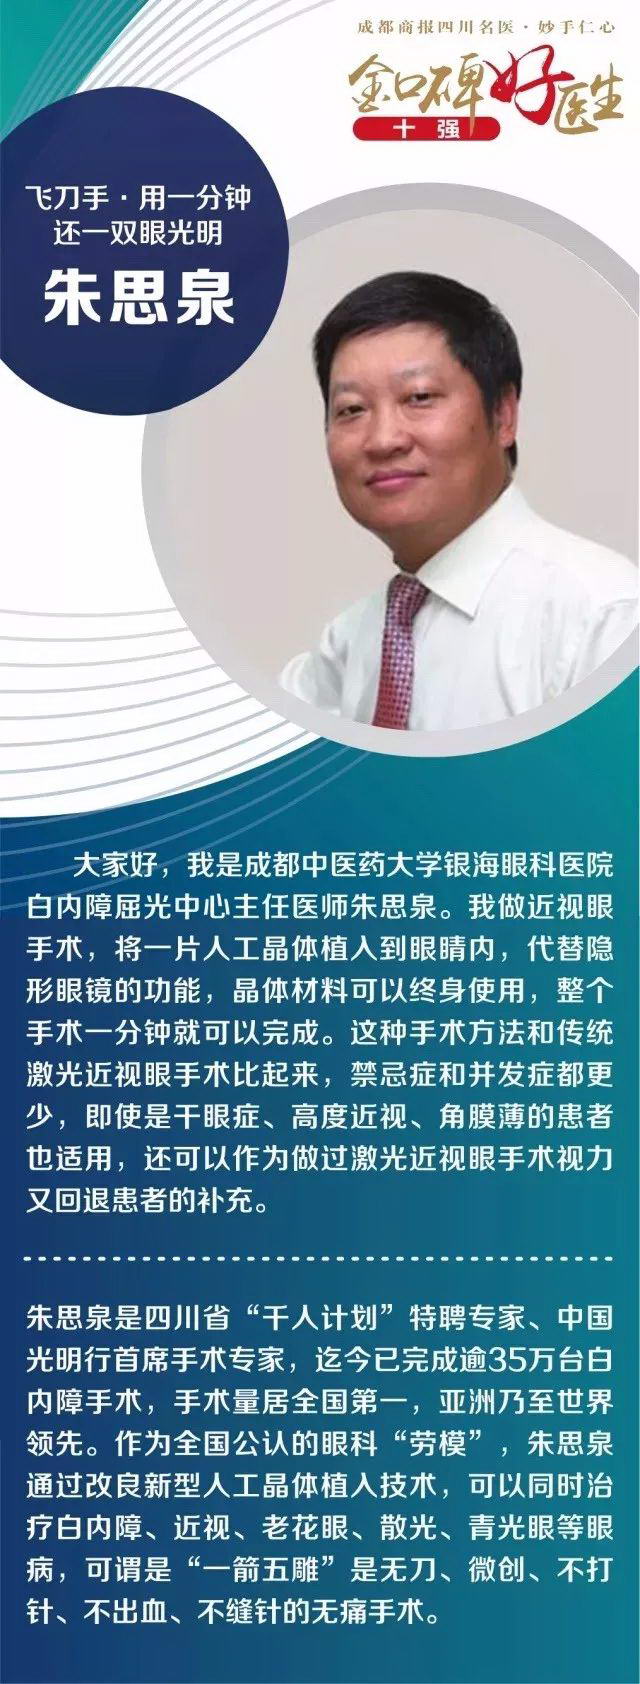 成都商报四川名医·妙手仁心
金口碑好医生
十强
飞刀手·用一分钟
还一双眼光明
朱思泉
大家好，我是成都中医药大学银海眼科医院
白内障屈光中心主任医师朱思泉。我做近视眼
手术，将一片人工晶体植入到眼睛内，代替隐
形眼镜的功能，晶体材料可以终身使用，整个
手术一分钟就可以完成。这种手术方法和传统
激光近视眼手术比起来，禁忌症和并发症都更
少，即使是干眼症、高度近视、角膜薄的患者
也适用，还可以作为做过激光近视眼手术视力
又回退患者的补充。
朱思泉是四川省“千人计划”特聘专家、中国
光明行首席手术专家，迄今已完成逾35万台白
内障手术，手术量居全国第一，亚洲乃至世界
领先。作为全国公认的眼科“劳模”，朱思泉
通过改良新型人工晶体植入技术，可以同时治
疗白内障、近视、老花眼、散光、青光眼等眼
病，可谓是“一箭五雕”是无刀、微创、不打
针、不出血、不缝针的无痛手术。